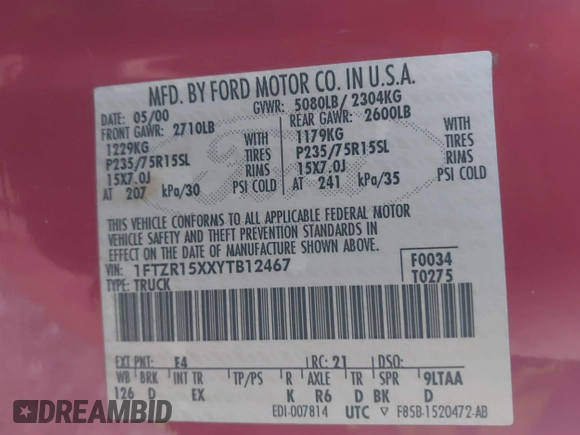 MFD. BY FORD MOTOR CO. IN U.S.A.
DATE: 05/00 GVWR: 5080LB/ 2304KG
FRONT GAWR: 2710LB REAR GAWR: 2600LB
1229KG WITH 1179KG WITH
P235/75R15SL TIRES P235/75R15SL TIRES
15X7.0J RIMS 15X7.0J RIMS
AT 207 kPa/30 PSI COLD AT 241 kPa/35 PSI COLD
THIS VEHICLE CONFORMS TO ALL APPLICABLE FEDERAL MOTOR
VEHICLE SAFETY AND THEFT PREVENTION STANDARDS IN
EFFECT ON THE DATE OF MANUFACTURE SHOWN ABOVE.
VIN: 1FTZR15XXYTB12467 F0034
TYPE: TRUCK T0275
EXT PNT: E4 RC: 21 DSO:
WB BRK INT TR TP/PS R AXLE TR SPR 9LTAA
126 D EX K R6 D BK D
EDI-007814 UTC F85B-1520472-AB
DREAMBID